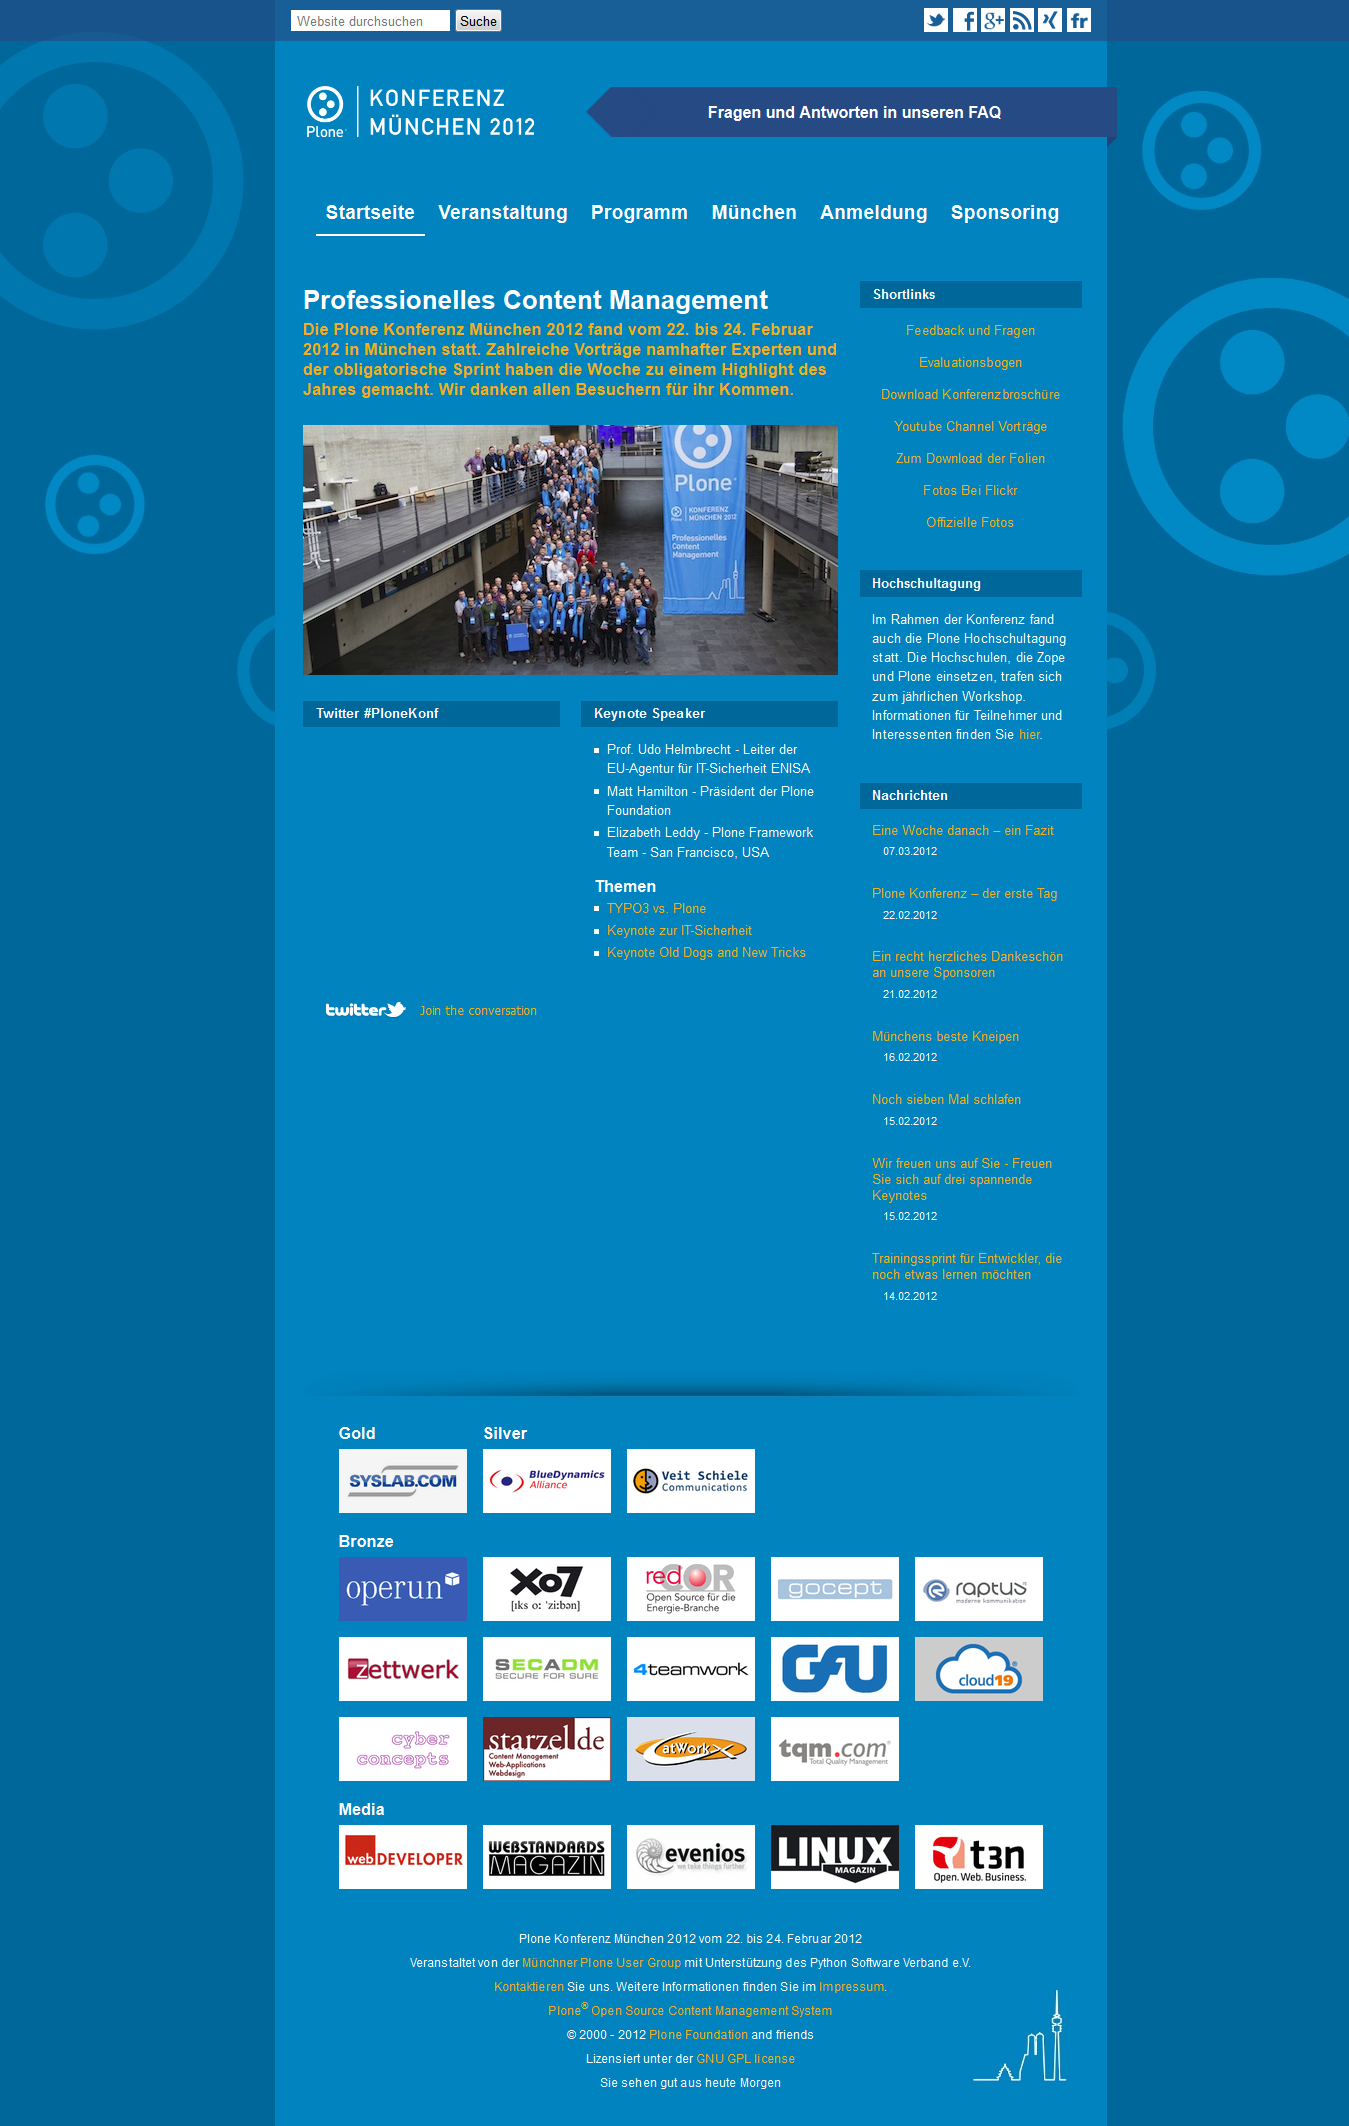 Website durchsuchen Suche
Plone
KONFERENZ
MÜNCHEN 2012
Fragen und Antworten in unseren FAQ
Startseite Veranstaltung Programm München Anmeldung Sponsoring
Professionelles Content Management
Die Plone Konferenz München 2012 fand vom 22. bis 24. Februar
2012 in München statt. Zahlreiche Vorträge namhafter Experten und
der obligatorische Sprint haben die Woche zu einem Highlight des
Jahres gemacht. Wir danken allen Besuchern für ihr Kommen.
Plone
KONFERENZ
MÜNCHEN 2012
Professionelles
Content
Management
Twitter #PloneKonf
Join the conversation
twitter
Keynote Speaker
Prof. Udo Helmbrecht - Leiter der
EU-Agentur für IT-Sicherheit ENISA
Matt Hamilton - Präsident der Plone
Foundation
Elizabeth Leddy - Plone Framework
Team - San Francisco, USA
Themen
TYPO3 vs. Plone
Keynote zur IT-Sicherheit
Keynote Old Dogs and New Tricks
Shortlinks
Feedback und Fragen
Evaluationsbogen
Download Konferenzbroschüre
Youtube Channel Vorträge
Zum Download der Folien
Fotos Bei Flickr
Offizielle Fotos
Hochschultagung
Im Rahmen der Konferenz fand
auch die Plone Hochschultagung
statt. Die Hochschulen, die Zope
und Plone einsetzen, trafen sich
zum jährlichen Workshop.
Informationen für Teilnehmer und
Interessenten finden Sie hier.
Nachrichten
Eine Woche danach – ein Fazit
07.03.2012
Plone Konferenz – der erste Tag
22.02.2012
Ein recht herzliches Dankeschön
an unsere Sponsoren
21.02.2012
Münchens beste Kneipen
16.02.2012
Noch sieben Mal schlafen
15.02.2012
Wir freuen uns auf Sie - Freuen
Sie sich auf drei spannende
Keynotes
15.02.2012
Trainingssprint für Entwickler, die
noch etwas lernen möchten
14.02.2012
Gold
SYSLAB.COM
Silver
BlueDynamics
Alliance
Veit Schiele
Communications
Bronze
operun
xo7
[ɪks oː 'ziːbən]
redCOR
Open Source für die
Energie-Branche
gocept
raptus
moderne kommunikation
zettwerk
SECADM
SECURE FOR SURE
4teamwork
GFU
cloud19
cyber
concepts
starzel.de
Content Management
Web-Applications
Webdesign
atWork
tqm.com
Total Quality Management
Media
webDEVELOPER
WEBSTANDARDS
MAGAZIN
evenios
we take things further
LINUX
MAGAZIN
t3n
Open. Web. Business.
Plone Konferenz München 2012 vom 22. bis 24. Februar 2012
Veranstaltet von der Münchner Plone User Group mit Unterstützung des Python Software Verband e.V.
Kontaktieren Sie uns. Weitere Informationen finden Sie im Impressum.
Plone® Open Source Content Management System
© 2000 - 2012 Plone Foundation and friends
Lizensiert unter der GNU GPL license
Sie sehen gut aus heute Morgen